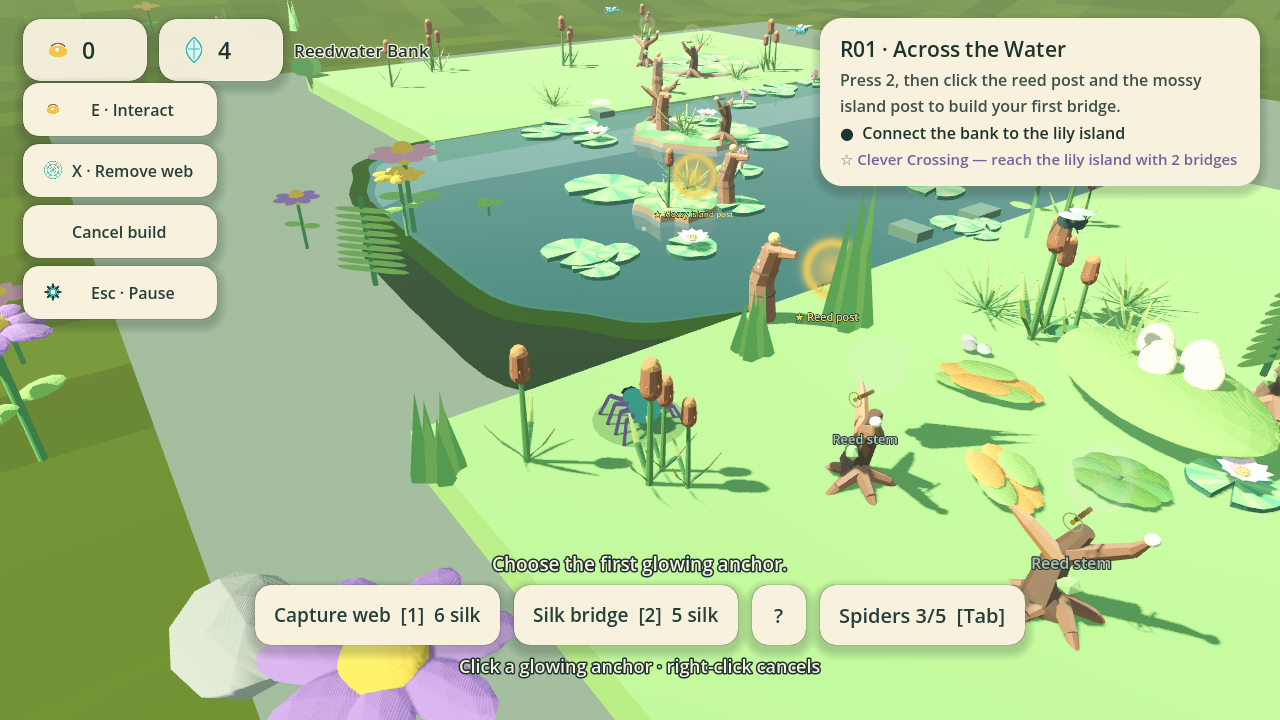 0
4
Reedwater Bank
E · Interact
X · Remove web
Cancel build
Esc · Pause
R01 · Across the Water
Press 2, then click the reed post and the mossy
island post to build your first bridge.
● Connect the bank to the lily island
☆ Clever Crossing — reach the lily island with 2 bridges
★ Mossy island post
★ Reed post
Reed stem
Reed stem
Choose the first glowing anchor.
Capture web [1] 6 silk
Silk bridge [2] 5 silk
?
Spiders 3/5 [Tab]
Click a glowing anchor · right-click cancels